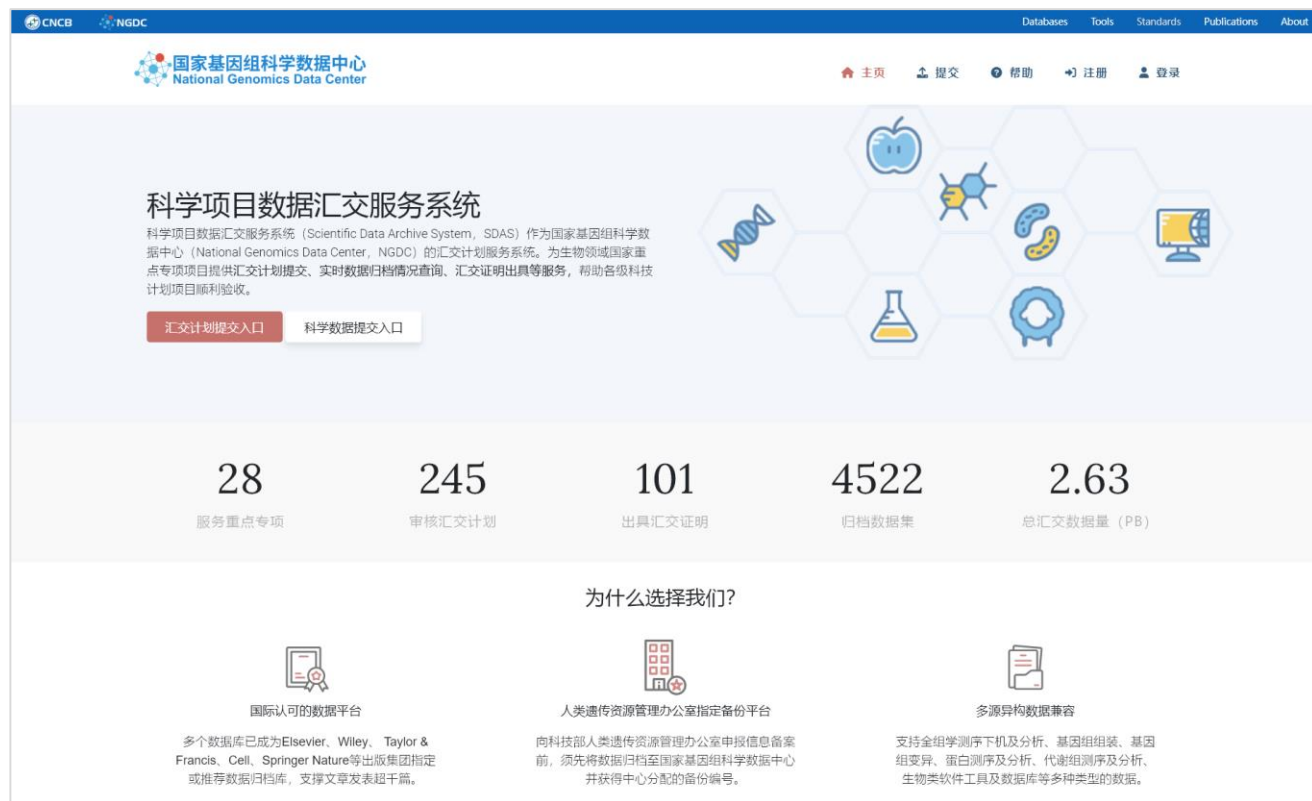 CNCB NGDC Databases Tools Standards Publications About
国家基因组科学数据中心
National Genomics Data Center
主页 提交 帮助 注册 登录
科学项目数据汇交服务系统
科学项目数据汇交服务系统（Scientific Data Archive System，SDAS）作为国家基因组科学数
据中心（National Genomics Data Center，NGDC）的汇交计划服务系统。为生物领域国家重
点专项项目提供汇交计划提交、实时数据归档情况查询、汇交证明出具等服务，帮助各级科技
计划项目顺利验收。
汇交计划提交入口 科学数据提交入口
28 245 101 4522 2.63
服务重点专项 审核汇交计划 出具汇交证明 归档数据集 总汇交数据量（PB）
为什么选择我们？
国际认可的数据平台
多个数据库已成为Elsevier、Wiley、 Taylor &
Francis、Cell、Springer Nature等出版集团指定
或推荐数据归档库，支撑文章发表超千篇。
人类遗传资源管理办公室指定备份平台
向科技部人类遗传资源管理办公室申报信息备案
前，须先将数据归档至国家基因组科学数据中心
并获得中心分配的备份编号。
多源异构数据兼容
支持全组学测序下机及分析、基因组组装、基因
组变异、蛋白测序及分析、代谢组测序及分析、
生物类软件工具及数据库等多种类型的数据。